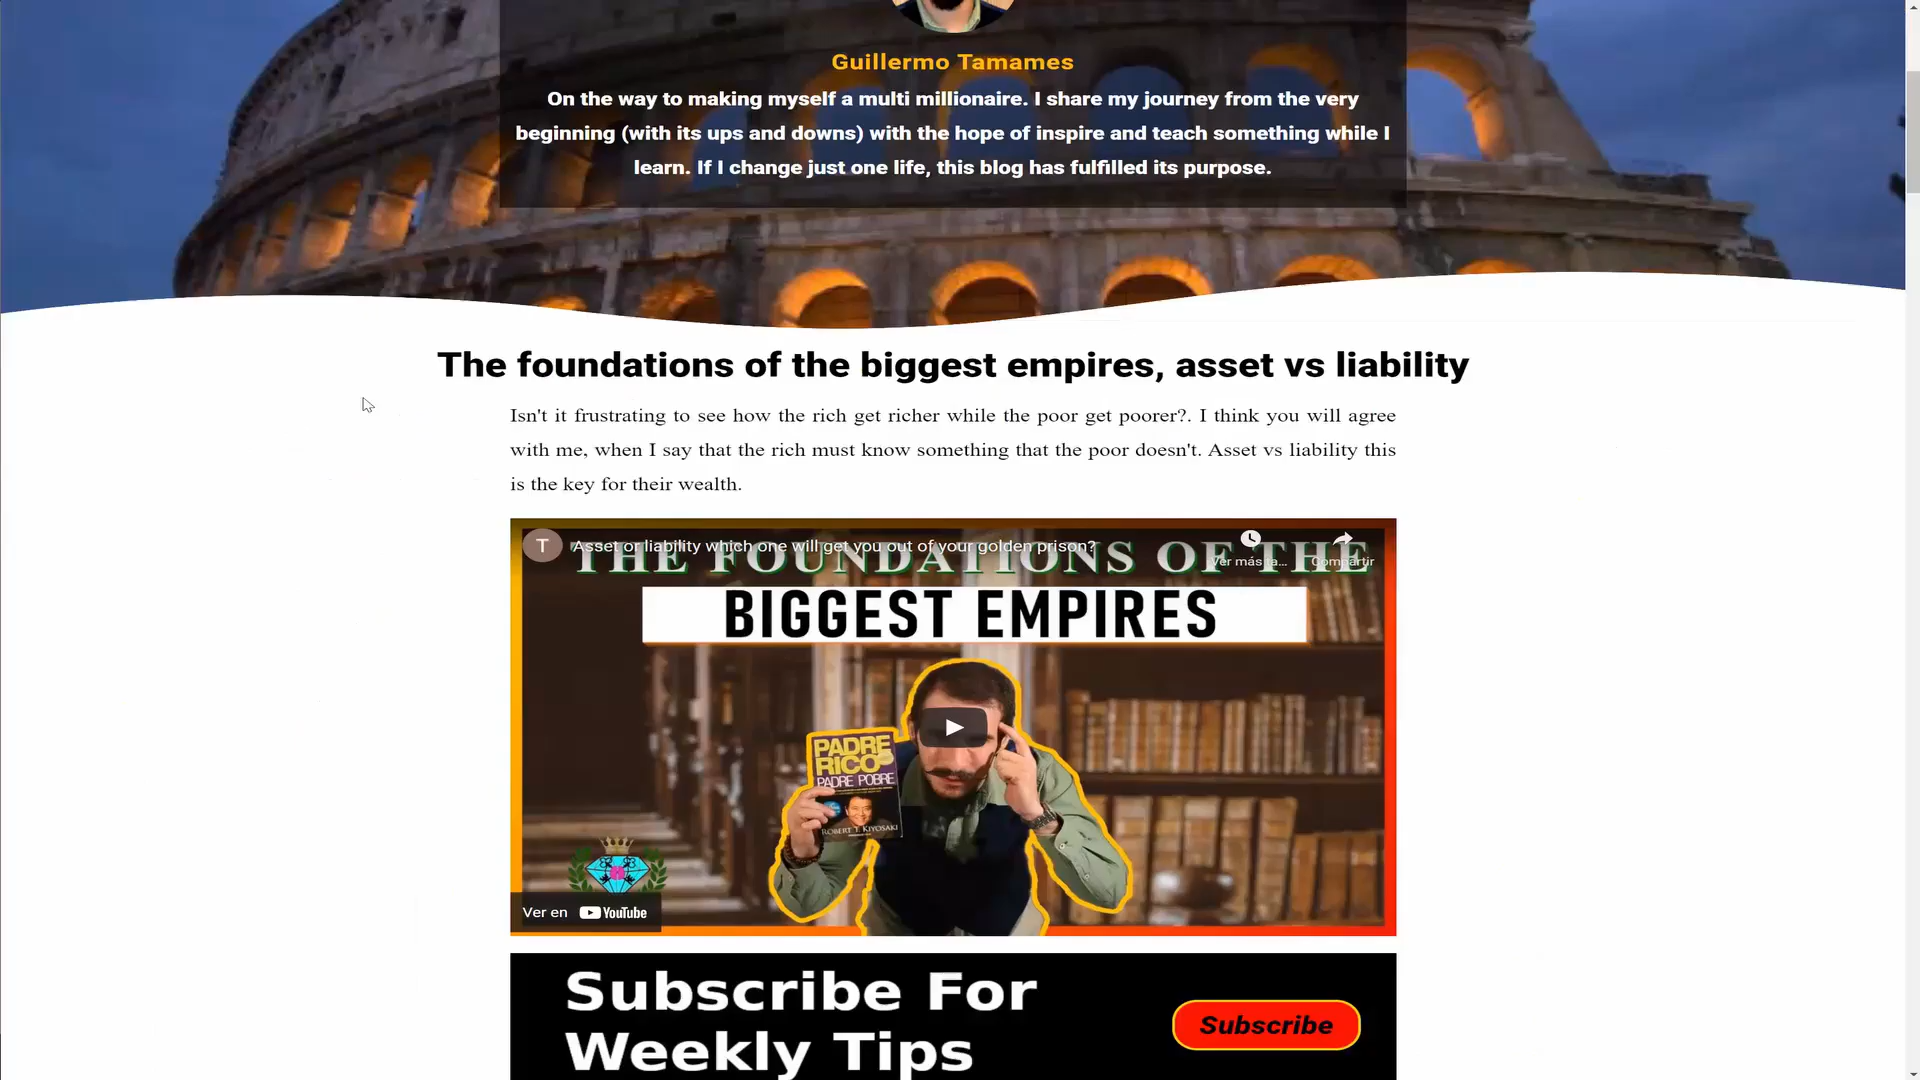 Guillermo Tamames
On the way to making myself a multi millionaire. I share my journey from the very
beginning (with its ups and downs) with the hope of inspire and teach something while I
learn. If I change just one life, this blog has fulfilled its purpose.
The foundations of the biggest empires, asset vs liability
Isn't it frustrating to see how the rich get richer while the poor get poorer?. I think you will agree
with me, when I say that the rich must know something that the poor doesn't. Asset vs liability this
is the key for their wealth.
T
Asset or liability which one will get you out of your golden prison?
Ver más ta...
Compartir
THE FOUNDATIONS OF THE
BIGGEST EMPIRES
PADRE
RICO
PADRE POBRE
ROBERT T. KIYOSAKI
Ver en YouTube
Subscribe For
Weekly Tips
Subscribe